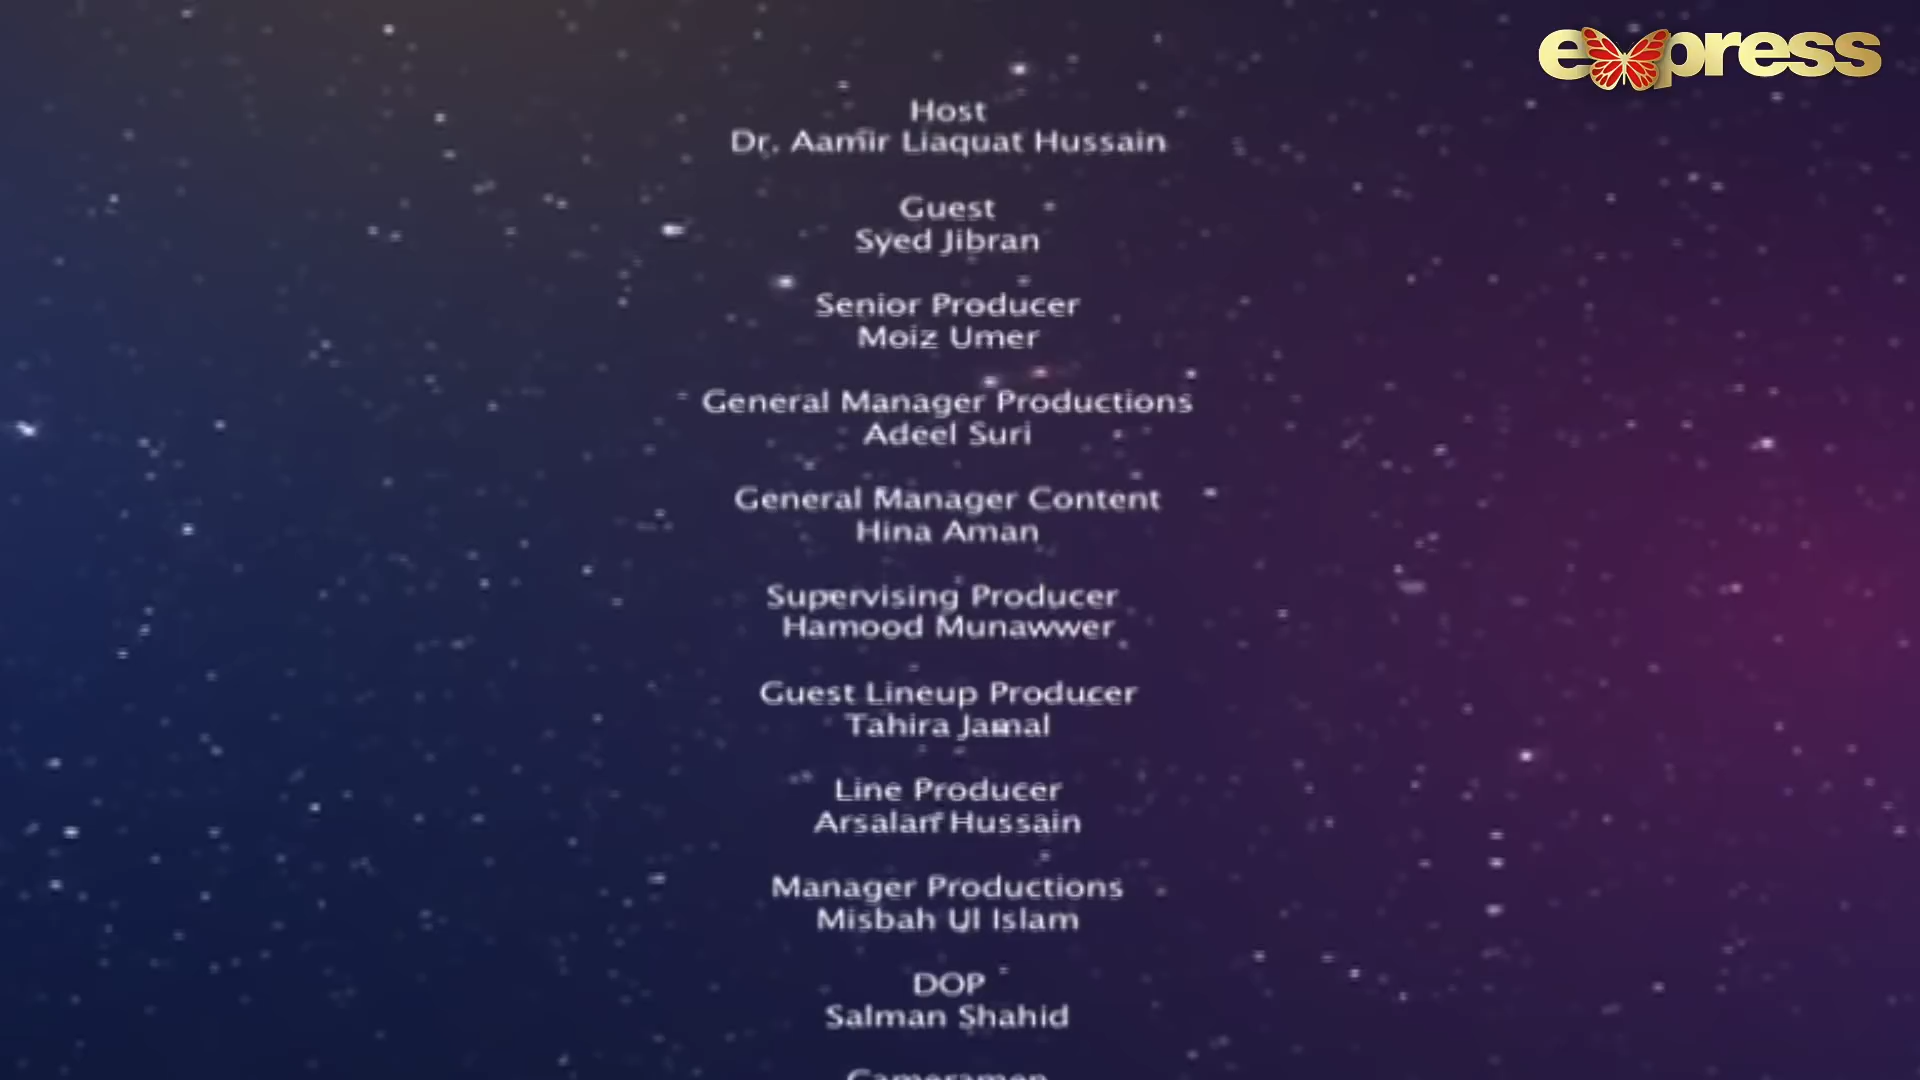 express
Host
Dr. Aamir Liaquat Hussain
Guest
Syed Jibran
Senior Producer
Moiz Umer
General Manager Productions
Adeel Suri
General Manager Content
Hina Aman
Supervising Producer
Hamood Munawwer
Guest Lineup Producer
Tahira Jamal
Line Producer
Arsalan Hussain
Manager Productions
Misbah Ul Islam
DOP
Salman Shahid
Cameramen